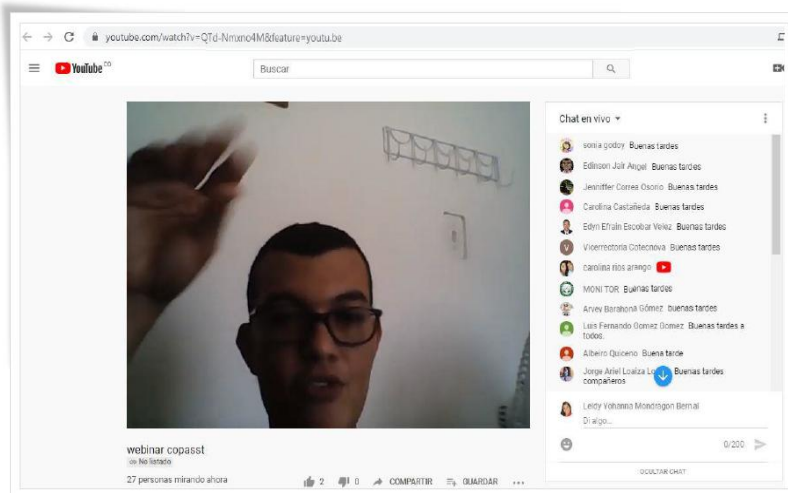 youtube.com/watch?v=QTd-Nmxno4M&feature=youtu.be
YouTube CO
Buscar
Chat en vivo
sonia godoy Buenas tardes
Edinson Jair Angel Buenas tardes
Jenniffer Correa Osorio Buenas tardes
Carolina Castañeda Buenas tardes
Edyn Efrain Escobar Velez Buenas tardes
V Vicerrectoria Cotecnova Buenas tardes
carolina rios arango
MONITOR Buenas tardes
Arvey Barahona Gómez buenas tardes
Luis Fernando Gomez Gomez Buenas tardes a
todos.
Albeiro Quiceno Buena tarde
Jorge Ariel Loaiza Buenas tardes
compañeros
Leidy Yohanna Mondragon Bernal
Di algo...
0/200
OCULTAR CHAT
webinar copasst
No listado
27 personas mirando ahora
2 0 COMPARTIR GUARDAR ...